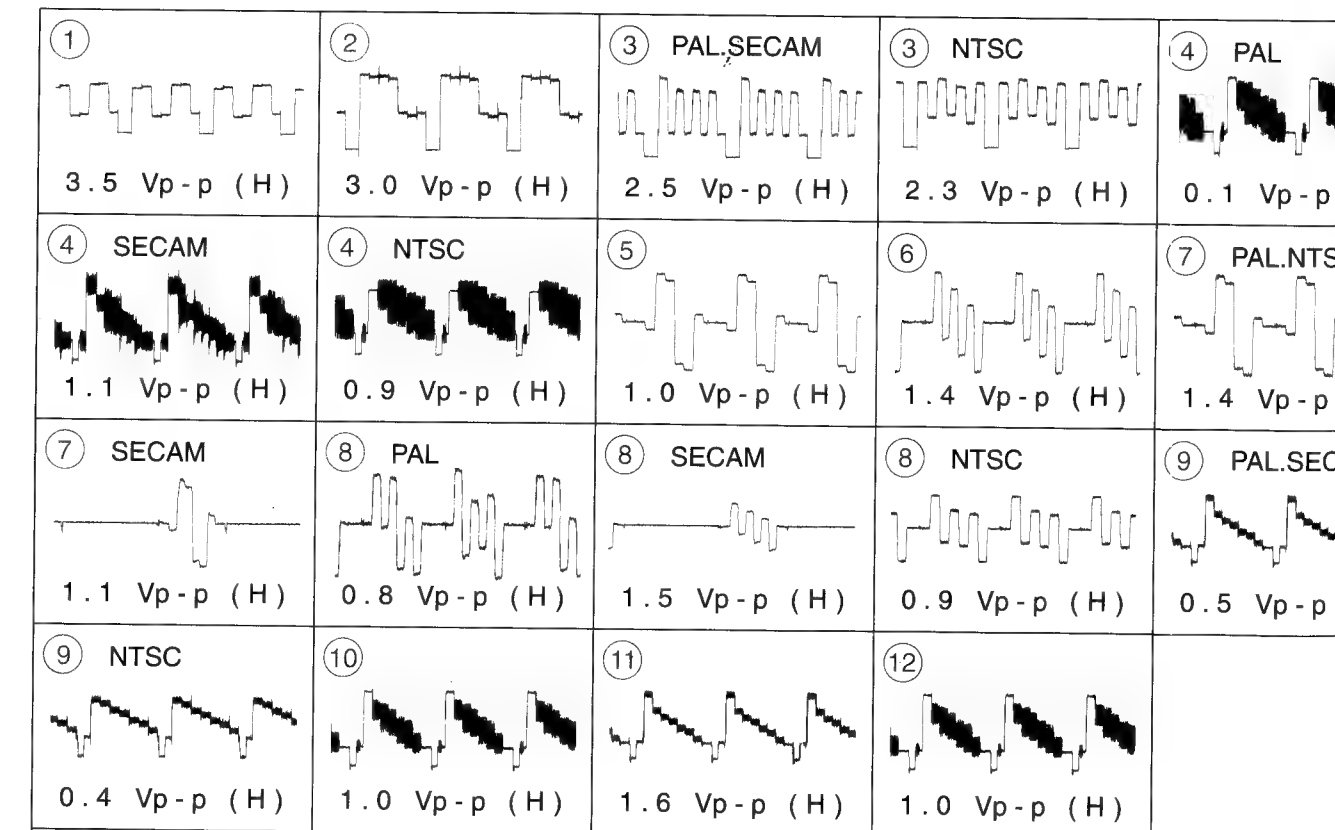 ① 
3.5 Vp-p (H)
②
3.0 Vp-p (H)
③ PAL.SECAM
2.5 Vp-p (H)
③ NTSC
2.3 Vp-p (H)
④ PAL
0.1 Vp-p
④ SECAM
1.1 Vp-p (H)
④ NTSC
0.9 Vp-p (H)
⑤
1.0 Vp-p (H)
⑥
1.4 Vp-p (H)
⑦ PAL.NTS
1.4 Vp-p
⑦ SECAM
1.1 Vp-p (H)
⑧ PAL
0.8 Vp-p (H)
⑧ SECAM
1.5 Vp-p (H)
⑧ NTSC
0.9 Vp-p (H)
⑨ PAL.SEC
0.5 Vp-p
⑨ NTSC
0.4 Vp-p (H)
⑩
1.0 Vp-p (H)
⑪
1.6 Vp-p (H)
⑫
1.0 Vp-p (H)